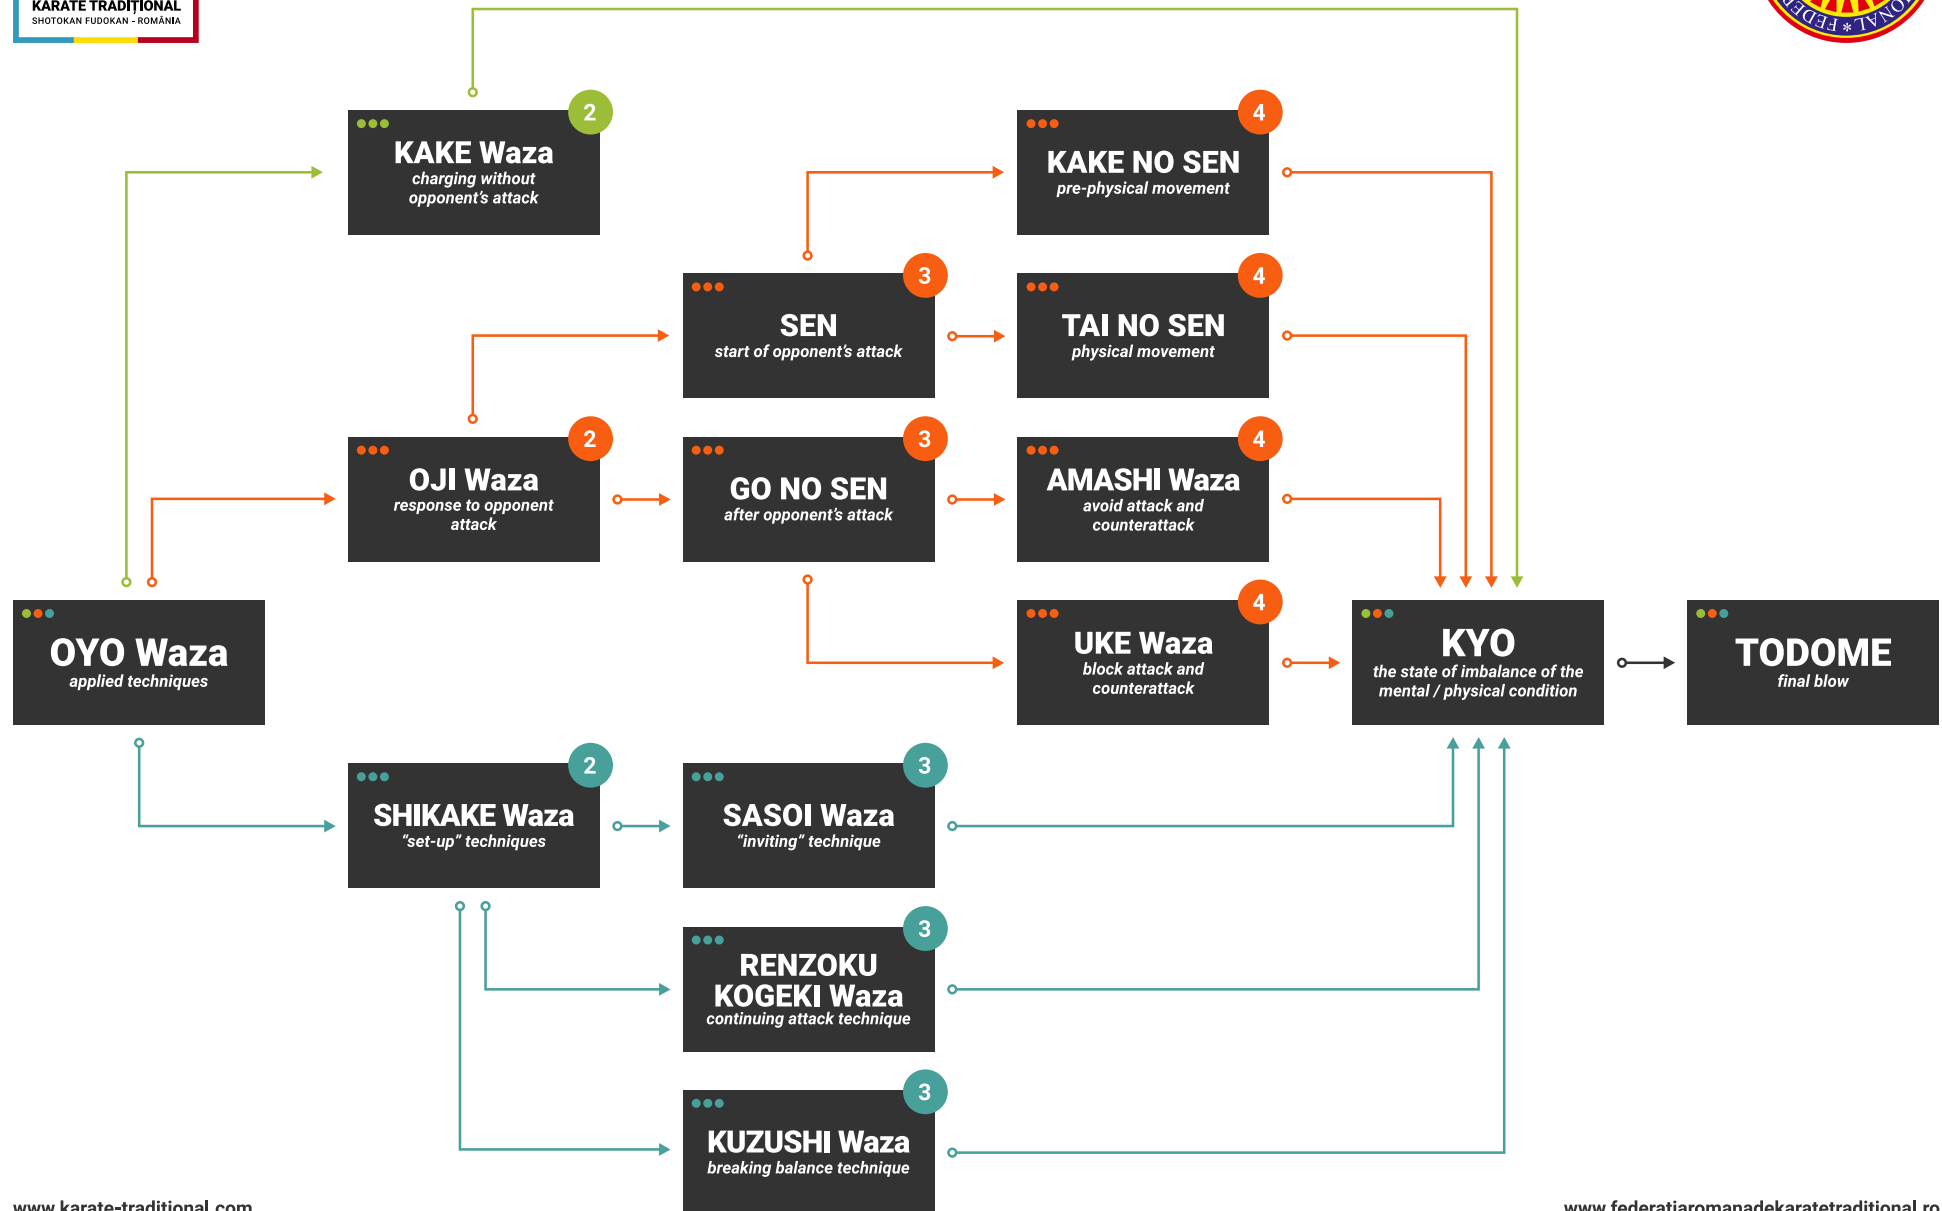 KARATE TRADIȚIONAL
SHOTOKAN FUDOKAN - ROMÂNIA
FEDER
IONAL *
2
KAKE Waza
charging without
opponent's attack
4
KAKE NO SEN
pre-physical movement
3
SEN
start of opponent's attack
4
TAI NO SEN
physical movement
2
OJI Waza
response to opponent
attack
3
GO NO SEN
after opponent's attack
4
AMASHI Waza
avoid attack and
counterattack
OYO Waza
applied techniques
4
UKE Waza
block attack and
counterattack
KYO
the state of imbalance of the
mental / physical condition
TODOME
final blow
2
SHIKAKE Waza
“set-up” techniques
3
SASOI Waza
“inviting” technique
3
RENZOKU
KOGEKI Waza
continuing attack technique
3
KUZUSHI Waza
breaking balance technique
www.karate-traditional.com
www.federatiaromanadekaratetraditional.ro